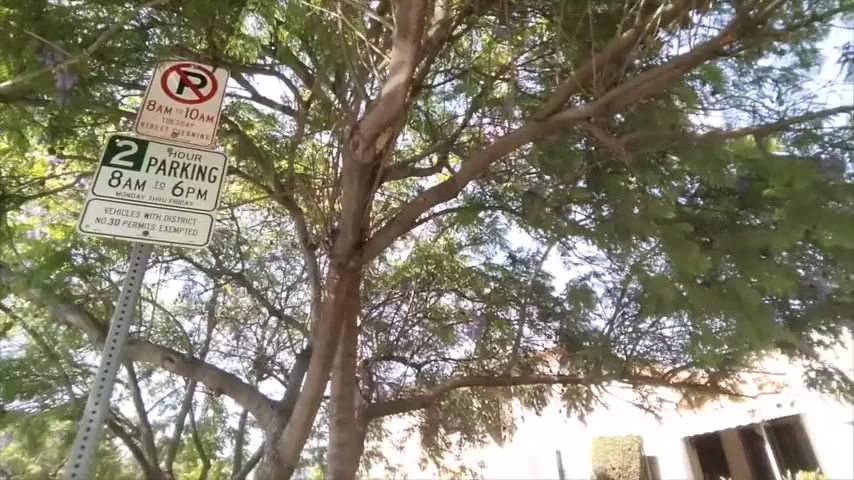 P
8AM TO 10AM
TUESDAY
STREET CLEANING
2 HOUR PARKING
8AM TO 6PM
MONDAY THRU FRIDAY
VEHICLES WITH DISTRICT
NO. 30 PERMITS EXEMPTED